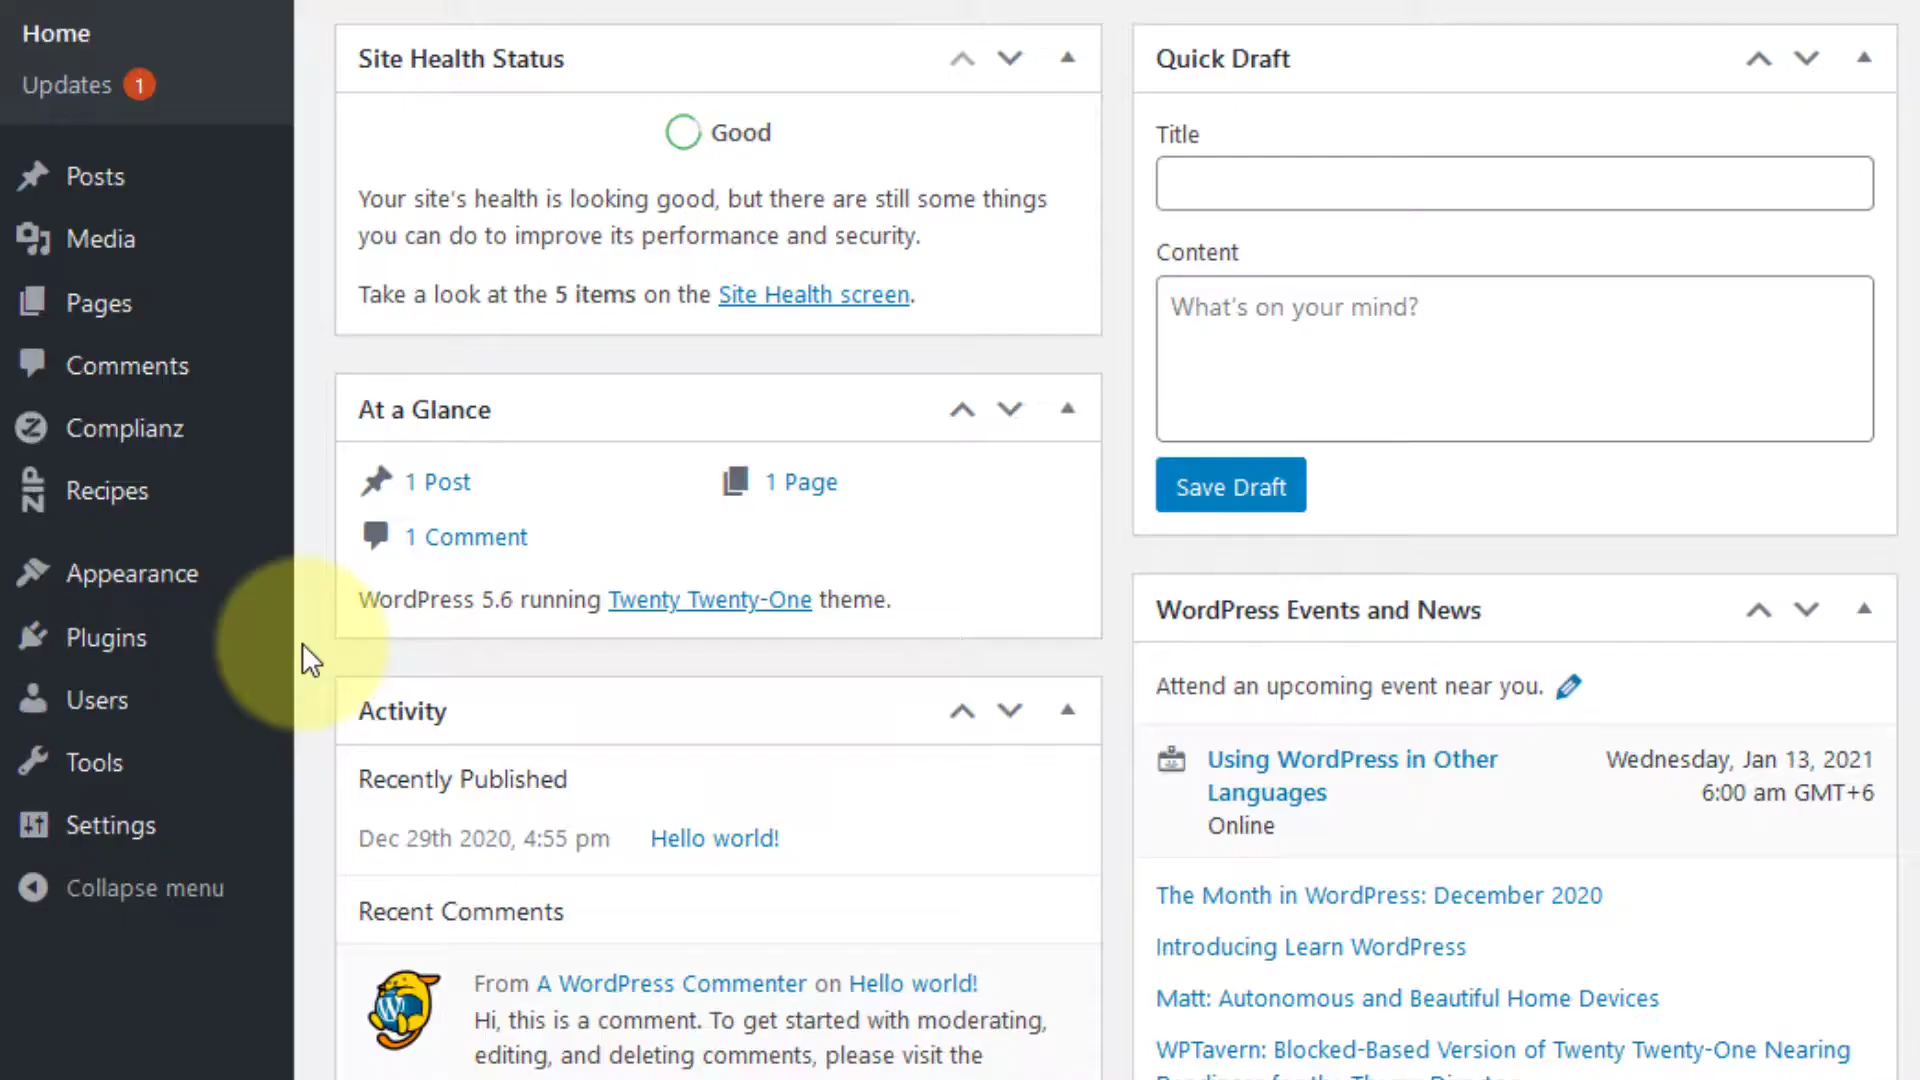 Home
Updates 1
Posts
Media
Pages
Comments
Complianz
ZIP Recipes
Appearance
Plugins
Users
Tools
Settings
Collapse menu
Site Health Status
Good
Your site's health is looking good, but there are still some things
you can do to improve its performance and security.
Take a look at the 5 items on the Site Health screen.
At a Glance
1 Post
1 Page
1 Comment
WordPress 5.6 running Twenty Twenty-One theme.
Activity
Recently Published
Dec 29th 2020, 4:55 pm Hello world!
Recent Comments
From A WordPress Commenter on Hello world!
Hi, this is a comment. To get started with moderating,
editing, and deleting comments, please visit the
Quick Draft
Title
Content
What's on your mind?
Save Draft
WordPress Events and News
Attend an upcoming event near you.
Using WordPress in Other
Languages
Online
Wednesday, Jan 13, 2021
6:00 am GMT+6
The Month in WordPress: December 2020
Introducing Learn WordPress
Matt: Autonomous and Beautiful Home Devices
WPTavern: Blocked-Based Version of Twenty Twenty-One Nearing